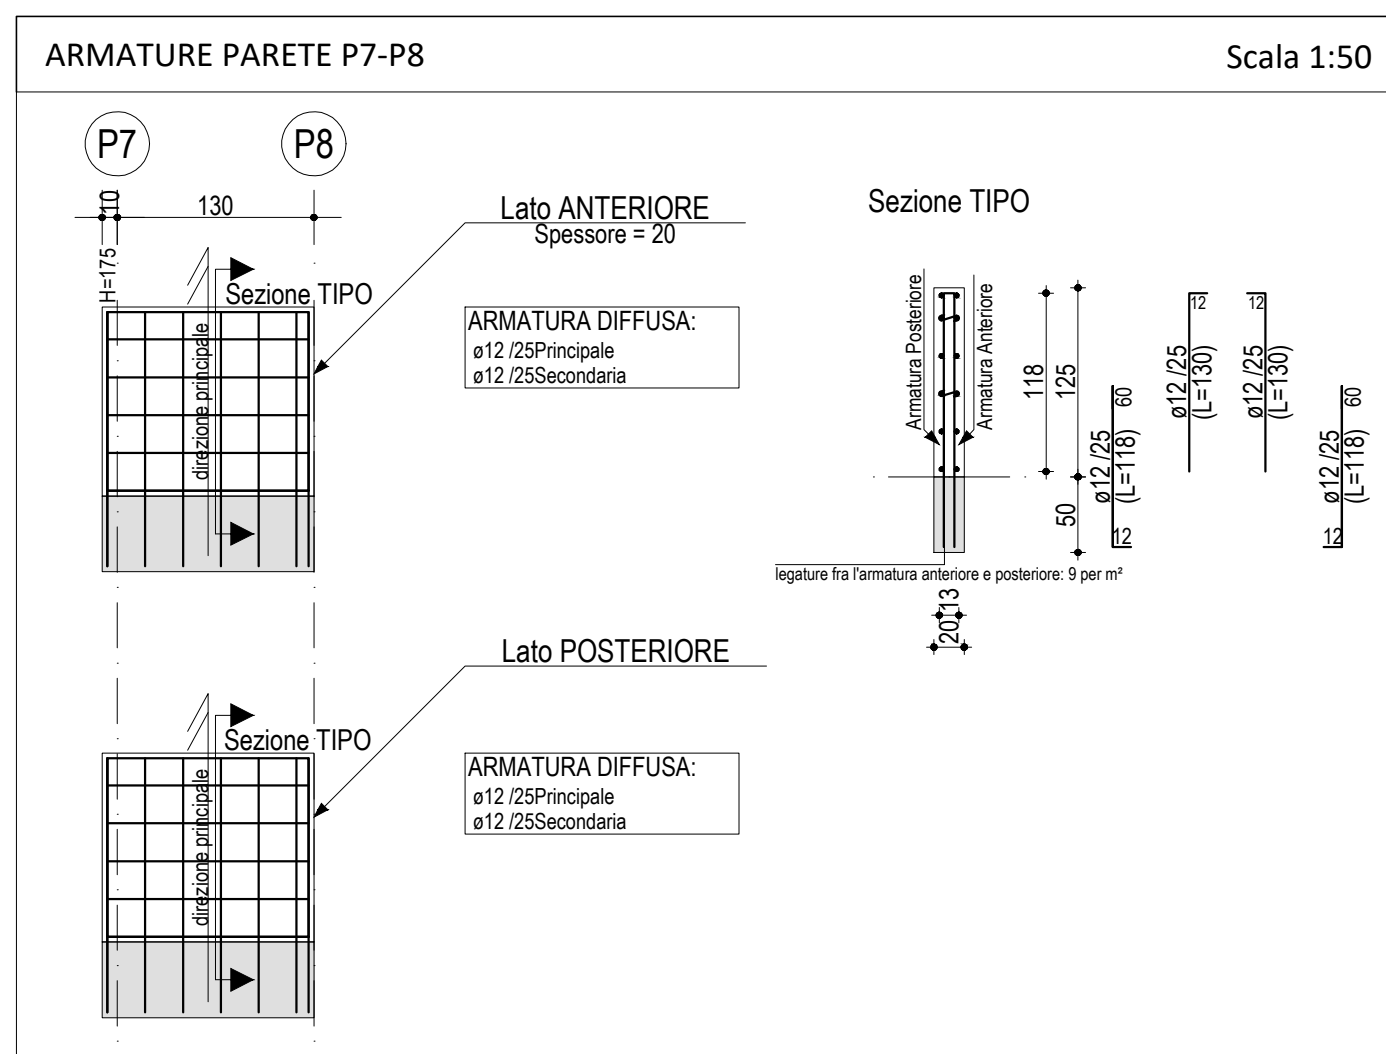 ARMATURE PARETE P7-P8
Scala 1:50
P7
P8
10
130
H=175
Lato ANTERIORE
Spessore = 20
Sezione TIPO
direzione principale
ARMATURA DIFFUSA:
ø12 /25Principale
ø12 /25Secondaria
Sezione TIPO
Armatura Posteriore
Armatura Anteriore
118
125
50
12
12
ø12 /25
(L=130)
ø12 /25
(L=130)
60
ø12 /25
(L=118)
12
60
ø12 /25
(L=118)
12
legature fra l'armatura anteriore e posteriore: 9 per m²
13
20
Lato POSTERIORE
Sezione TIPO
direzione principale
ARMATURA DIFFUSA:
ø12 /25Principale
ø12 /25Secondaria